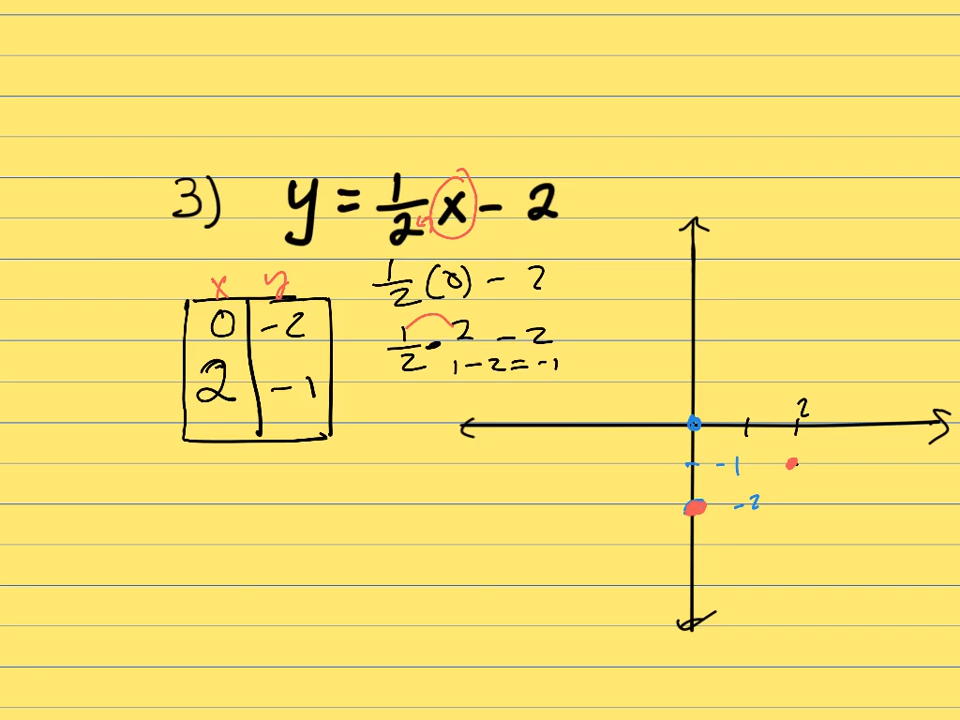 3) y = 1/2 x - 2
x y
0 -2
2 -1
1/2 (0) - 2
1/2 • 2 - 2
1 - 2 = -1
2
-1
-2